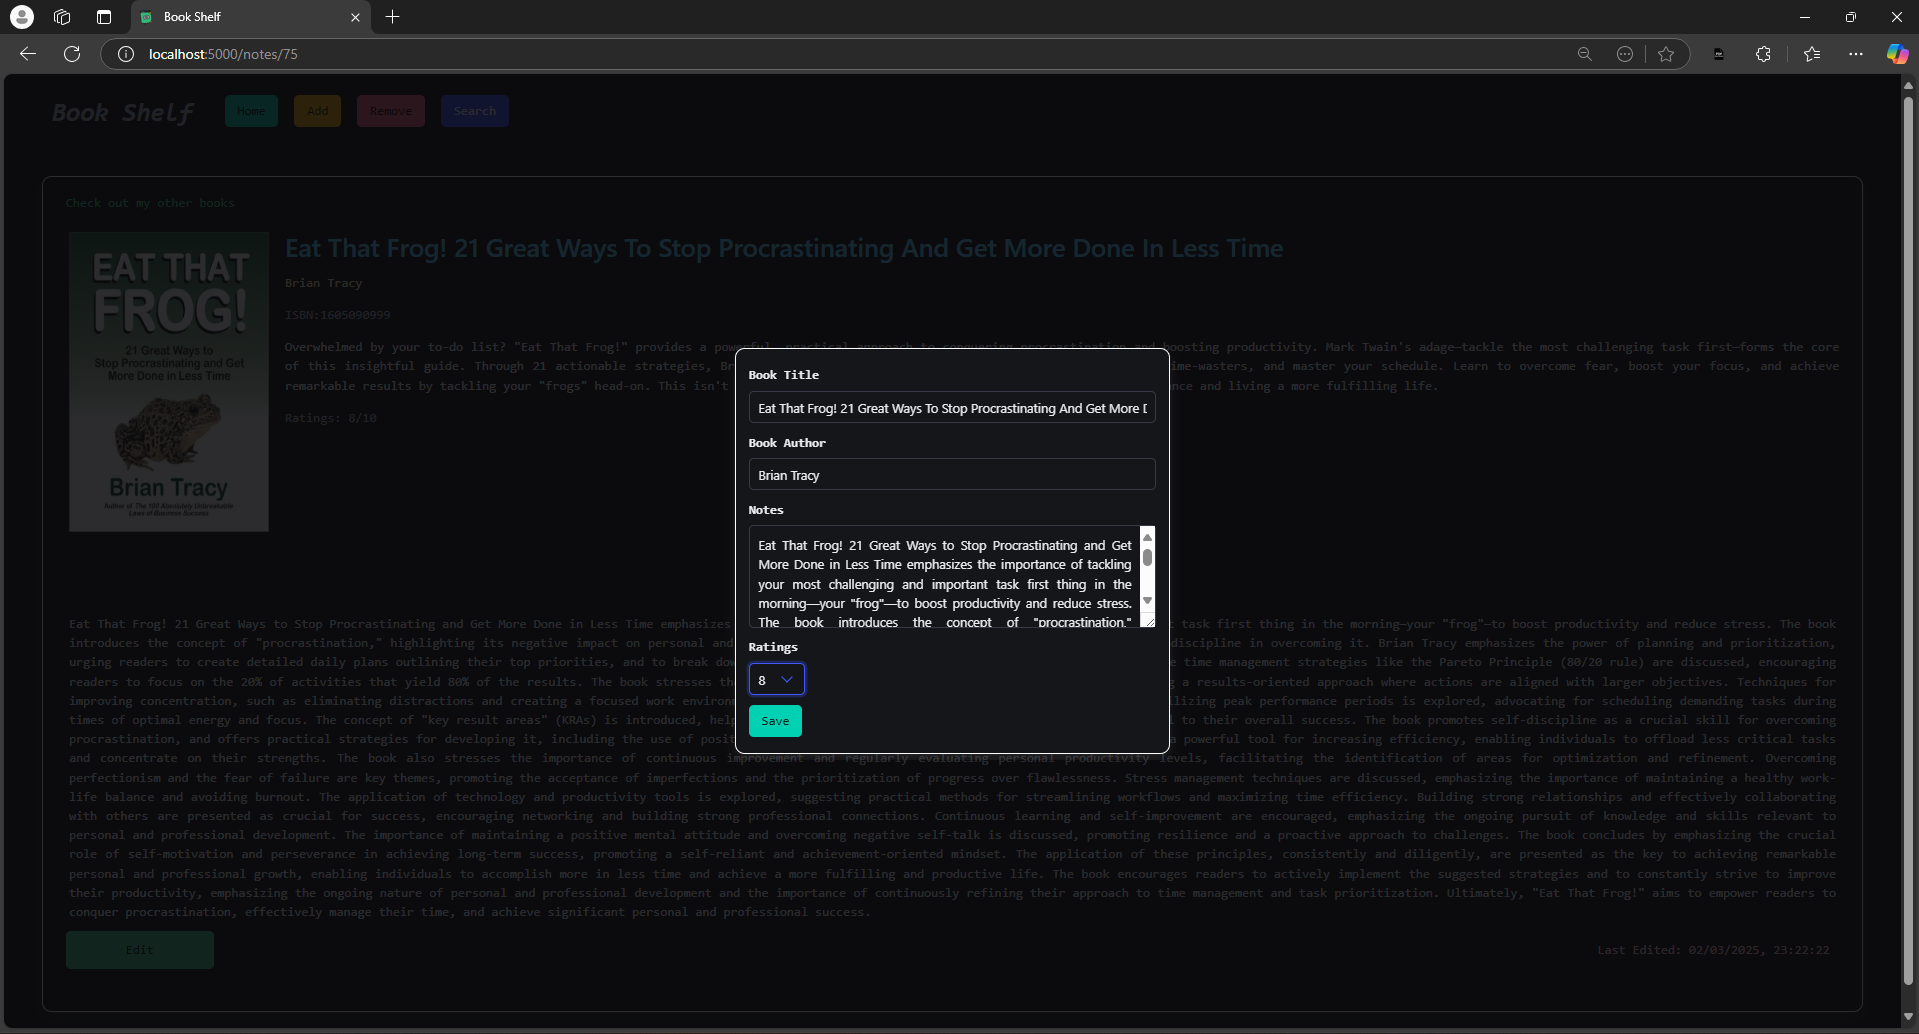 Book Shelf
localhost:5000/notes/75
Book Shelf
Home
Add
Remove
Search
Check out my other books
EAT THAT
FROG!
21 Great Ways to
Stop Procrastinating and Get
More Done in Less Time
Brian Tracy
Author of The 100 Absolutely Unbreakable
Laws of Business Success
Eat That Frog! 21 Great Ways To Stop Procrastinating And Get More Done In Less Time
Brian Tracy
ISBN:1605090999
Overwhelmed by your to-do list? "Eat That Frog!" provides a powerful, practical approach to conquering procrastination and boosting productivity. Mark Twain's adage—tackle the most challenging task first—forms the core
of this insightful guide. Through 21 actionable strategies, Br ime-wasters, and master your schedule. Learn to overcome fear, boost your focus, and achieve
remarkable results by tackling your "frogs" head-on. This isn't nce and living a more fulfilling life.
Ratings: 8/10
Book Title
Eat That Frog! 21 Great Ways To Stop Procrastinating And Get More D
Book Author
Brian Tracy
Notes
Eat That Frog! 21 Great Ways to Stop Procrastinating and Get
More Done in Less Time emphasizes the importance of tackling
your most challenging and important task first thing in the
morning—your "frog"—to boost productivity and reduce stress.
The book introduces the concept of "procrastination,"
Ratings
8
Save
Eat That Frog! 21 Great Ways to Stop Procrastinating and Get More Done in Less Time emphasizes task first thing in the morning—your "frog"—to boost productivity and reduce stress. The book
introduces the concept of "procrastination," highlighting its negative impact on personal and discipline in overcoming it. Brian Tracy emphasizes the power of planning and prioritization,
urging readers to create detailed daily plans outlining their top priorities, and to break dow time management strategies like the Pareto Principle (80/20 rule) are discussed, encouraging
readers to focus on the 20% of activities that yield 80% of the results. The book stresses th g a results-oriented approach where actions are aligned with larger objectives. Techniques for
improving concentration, such as eliminating distractions and creating a focused work environm lizing peak performance periods is explored, advocating for scheduling demanding tasks during
times of optimal energy and focus. The concept of "key result areas" (KRAs) is introduced, hel l to their overall success. The book promotes self-discipline as a crucial skill for overcoming
procrastination, and offers practical strategies for developing it, including the use of posit a powerful tool for increasing efficiency, enabling individuals to offload less critical tasks
and concentrate on their strengths. The book also stresses the importance of continuous improvement and regularly evaluating personal productivity levels, facilitating the identification of areas for optimization and refinement. Overcoming
perfectionism and the fear of failure are key themes, promoting the acceptance of imperfections and the prioritization of progress over flawlessness. Stress management techniques are discussed, emphasizing the importance of maintaining a healthy work-
life balance and avoiding burnout. The application of technology and productivity tools is explored, suggesting practical methods for streamlining workflows and maximizing time efficiency. Building strong relationships and effectively collaborating
with others are presented as crucial for success, encouraging networking and building strong professional connections. Continuous learning and self-improvement are encouraged, emphasizing the ongoing pursuit of knowledge and skills relevant to
personal and professional development. The importance of maintaining a positive mental attitude and overcoming negative self-talk is discussed, promoting resilience and a proactive approach to challenges. The book concludes by emphasizing the crucial
role of self-motivation and perseverance in achieving long-term success, promoting a self-reliant and achievement-oriented mindset. The application of these principles, consistently and diligently, are presented as the key to achieving remarkable
personal and professional growth, enabling individuals to accomplish more in less time and achieve a more fulfilling and productive life. The book encourages readers to actively implement the suggested strategies and to constantly strive to improve
their productivity, emphasizing the ongoing nature of personal and professional development and the importance of continuously refining their approach to time management and task prioritization. Ultimately, "Eat That Frog!" aims to empower readers to
conquer procrastination, effectively manage their time, and achieve significant personal and professional success.
Edit
Last Edited: 02/03/2025, 23:22:22